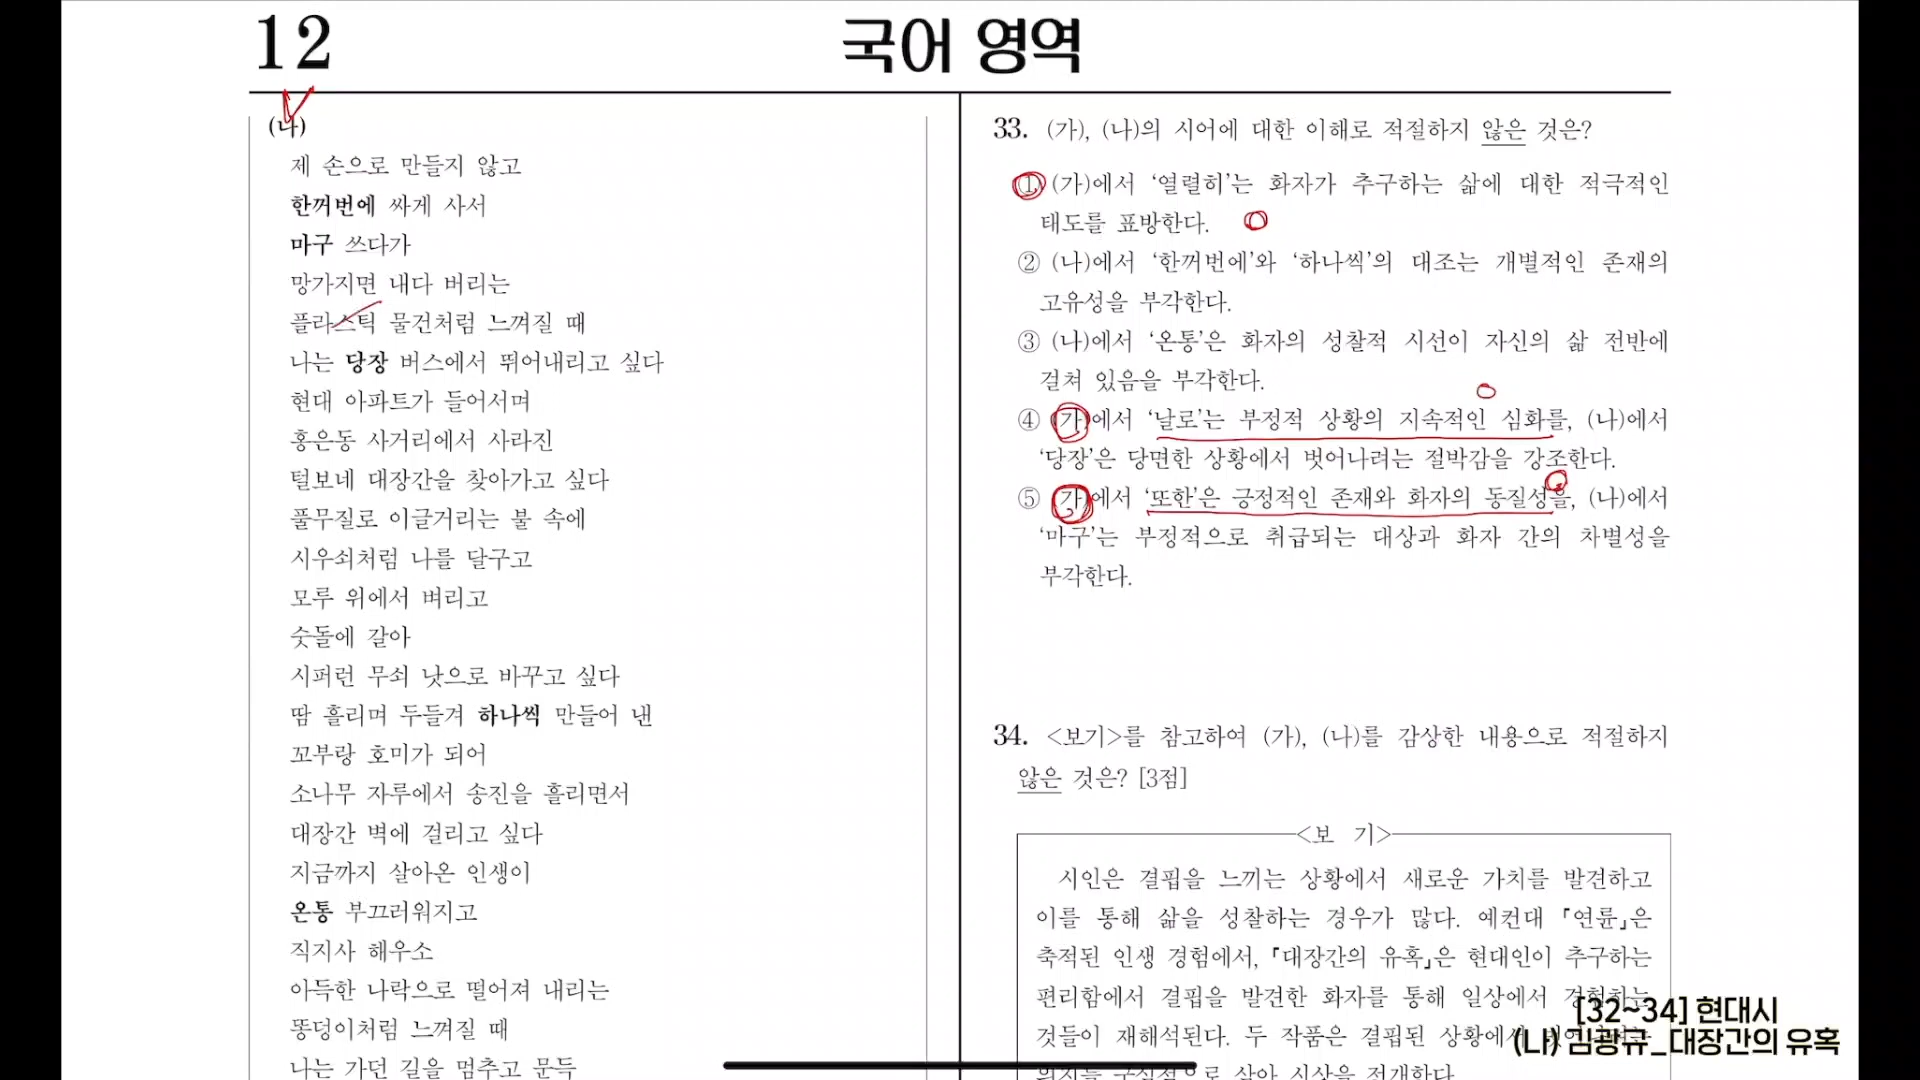 12
국어 영역
(나)
제 손으로 만들지 않고
한꺼번에 싸게 사서
마구 쓰다가
망가지면 내다 버리는
플라스틱 물건처럼 느껴질 때
나는 당장 버스에서 뛰어내리고 싶다
현대 아파트가 들어서며
홍은동 사거리에서 사라진
털보네 대장간을 찾아가고 싶다
풀무질로 이글거리는 불 속에
시우쇠처럼 나를 달구고
모루 위에서 벼리고
숫돌에 갈아
시퍼런 무쇠 낫으로 바꾸고 싶다
땀 흘리며 두들겨 하나씩 만들어 낸
꼬부랑 호미가 되어
소나무 자루에서 송진을 흘리면서
대장간 벽에 걸리고 싶다
지금까지 살아온 인생이
온통 부끄러워지고
직지사 해우소
아득한 나락으로 떨어져 내리는
똥덩이처럼 느껴질 때
나는 가던 길을 멈추고 문득
33. (가), (나)의 시어에 대한 이해로 적절하지 않은 것은?
① (가)에서 ‘열렬히’는 화자가 추구하는 삶에 대한 적극적인
태도를 표방한다.
② (나)에서 ‘한꺼번에’와 ‘하나씩’의 대조는 개별적인 존재의
고유성을 부각한다.
③ (나)에서 ‘온통’은 화자의 성찰적 시선이 자신의 삶 전반에
걸쳐 있음을 부각한다.
④ (가)에서 ‘날로’는 부정적 상황의 지속적인 심화를, (나)에서
‘당장’은 당면한 상황에서 벗어나려는 절박감을 강조한다.
⑤ (가)에서 ‘또한’은 긍정적인 존재와 화자의 동질성을, (나)에서
‘마구’는 부정적으로 취급되는 대상과 화자 간의 차별성을
부각한다.
34. <보기>를 참고하여 (가), (나)를 감상한 내용으로 적절하지
않은 것은? [3점]
<보 기>
시인은 결핍을 느끼는 상황에서 새로운 가치를 발견하고
이를 통해 삶을 성찰하는 경우가 많다. 예컨대 「연륜」은
축적된 인생 경험에서, 「대장간의 유혹」은 현대인이 추구하는
편리함에서 결핍을 발견한 화자를 통해 일상에서 경험하는
것들이 재해석된다. 두 작품은 결핍된 상황에서
의지를 구심적으로 삼아 시상을 전개한다.
[32~34] 현대시
(나) 김광규_대장간의 유혹